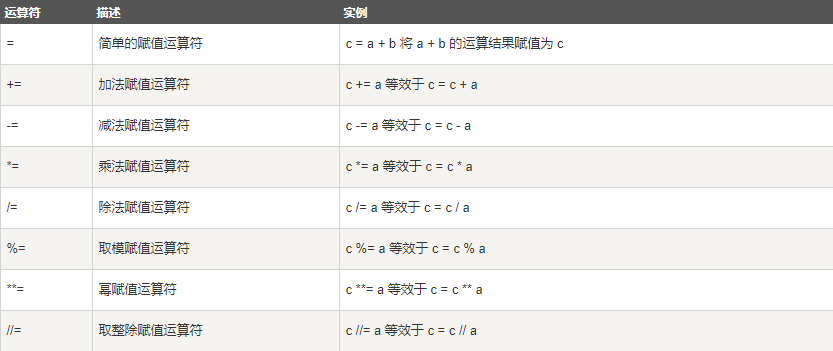 运算符 描述 实例
= 简单的赋值运算符 c = a + b 将 a + b 的运算结果赋值为 c
+= 加法赋值运算符 c += a 等效于 c = c + a
-= 减法赋值运算符 c -= a 等效于 c = c - a
*= 乘法赋值运算符 c *= a 等效于 c = c * a
/= 除法赋值运算符 c /= a 等效于 c = c / a
%= 取模赋值运算符 c %= a 等效于 c = c % a
**= 幂赋值运算符 c **= a 等效于 c = c ** a
//= 取整除赋值运算符 c //= a 等效于 c = c // a